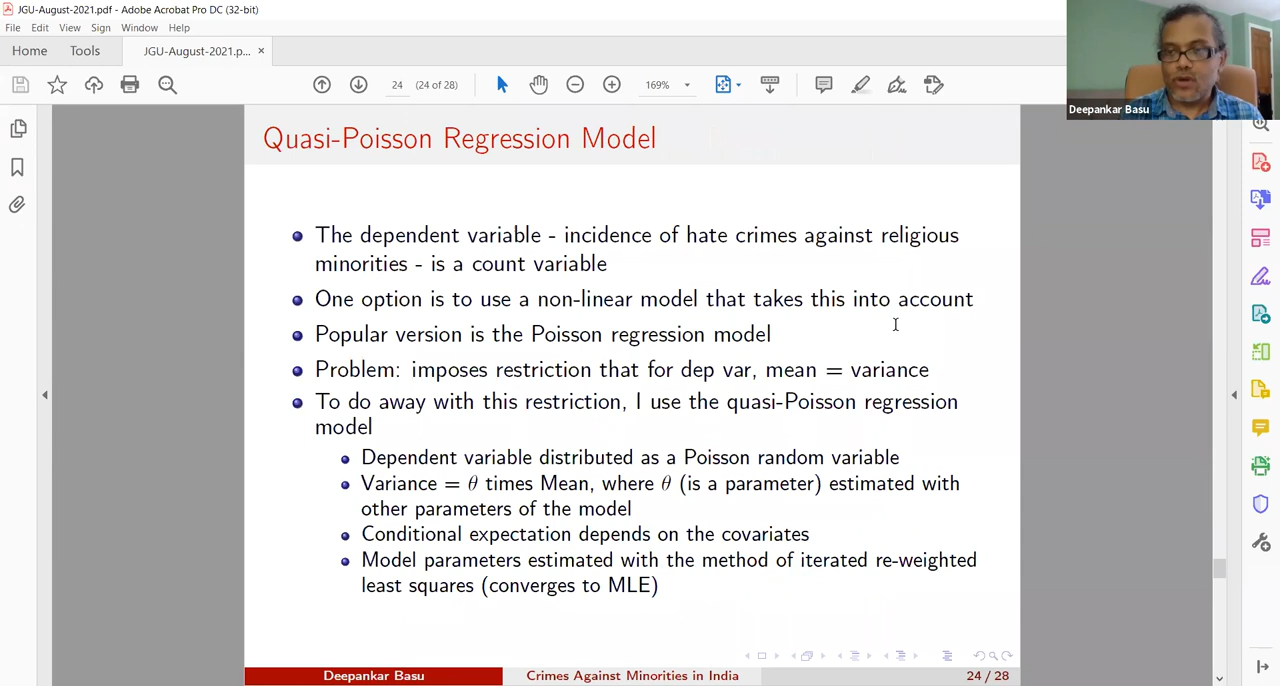 JGU-August-2021.pdf - Adobe Acrobat Pro DC (32-bit)
File Edit View Sign Window Help
Home Tools JGU-August-2021.p... ×
24 (24 of 28) 169%
Deepankar Basu
Quasi-Poisson Regression Model
The dependent variable - incidence of hate crimes against religious
minorities - is a count variable
One option is to use a non-linear model that takes this into account
Popular version is the Poisson regression model
Problem: imposes restriction that for dep var, mean = variance
To do away with this restriction, I use the quasi-Poisson regression
model
Dependent variable distributed as a Poisson random variable
Variance = θ times Mean, where θ (is a parameter) estimated with
other parameters of the model
Conditional expectation depends on the covariates
Model parameters estimated with the method of iterated re-weighted
least squares (converges to MLE)
Deepankar Basu Crimes Against Minorities in India 24 / 28